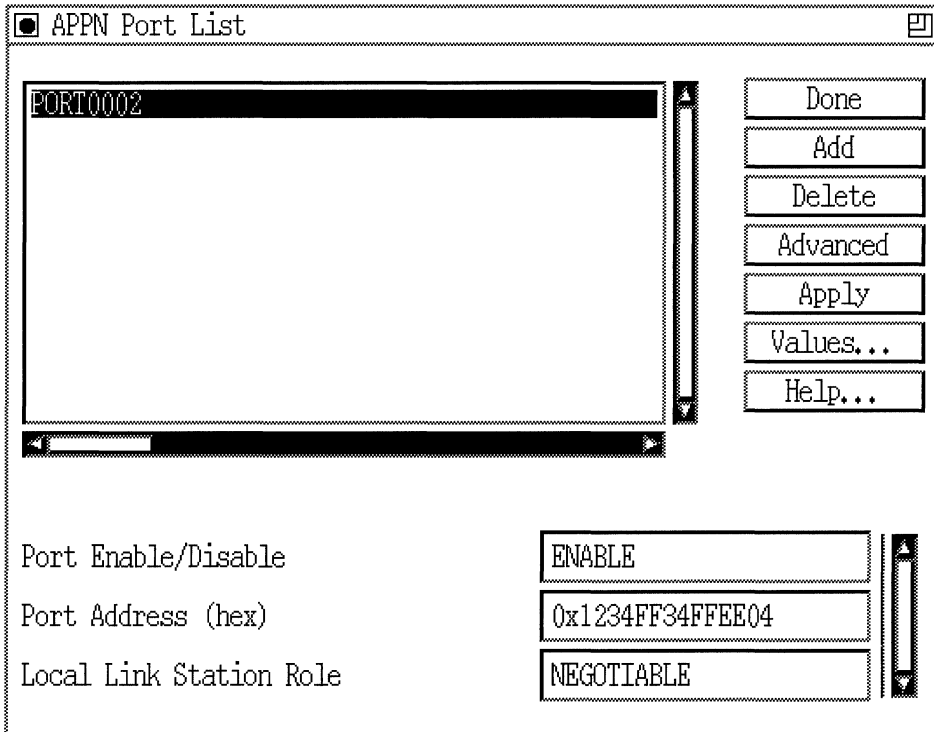 APPN Port List
PORT0002
Done
Add
Delete
Advanced
Apply
Values...
Help...
Port Enable/Disable
ENABLE
Port Address (hex)
0x1234FF34FFEE04
Local Link Station Role
NEGOTIABLE